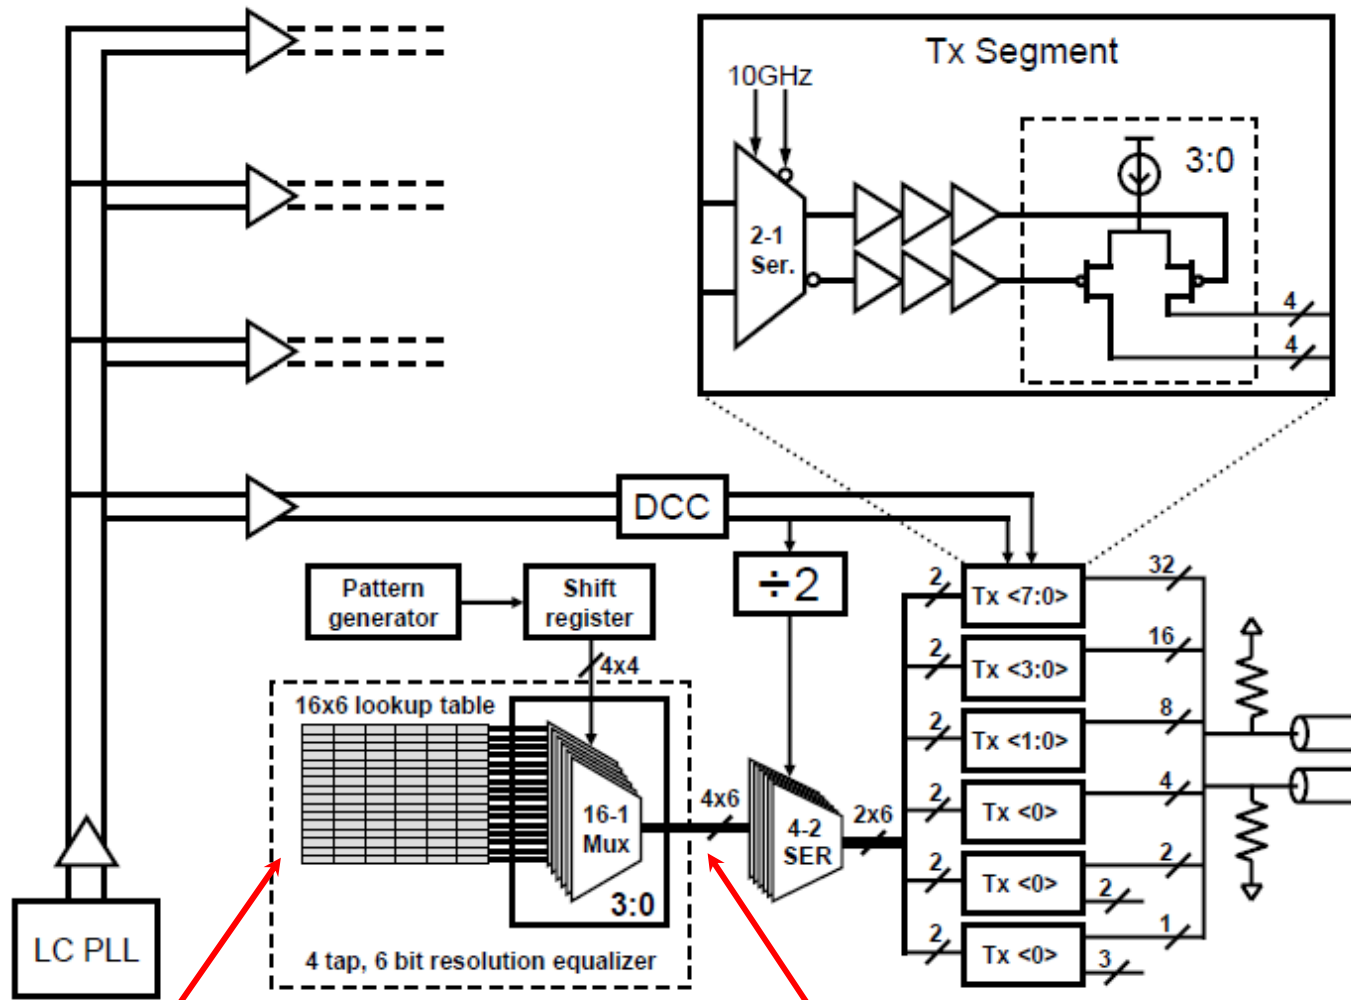 Tx Segment
10GHz
3:0
2-1
Ser.
4
4
DCC
÷2
Pattern
generator
Shift
register
4x4
16x6 lookup table
16-1
Mux
3:0
4 tap, 6 bit resolution equalizer
4x6
4-2
SER
2x6
LC PLL
2
Tx <7:0>
32
2
Tx <3:0>
16
2
Tx <1:0>
8
2
Tx <0>
4
2
Tx <0>
2
2
2
Tx <0>
1
3